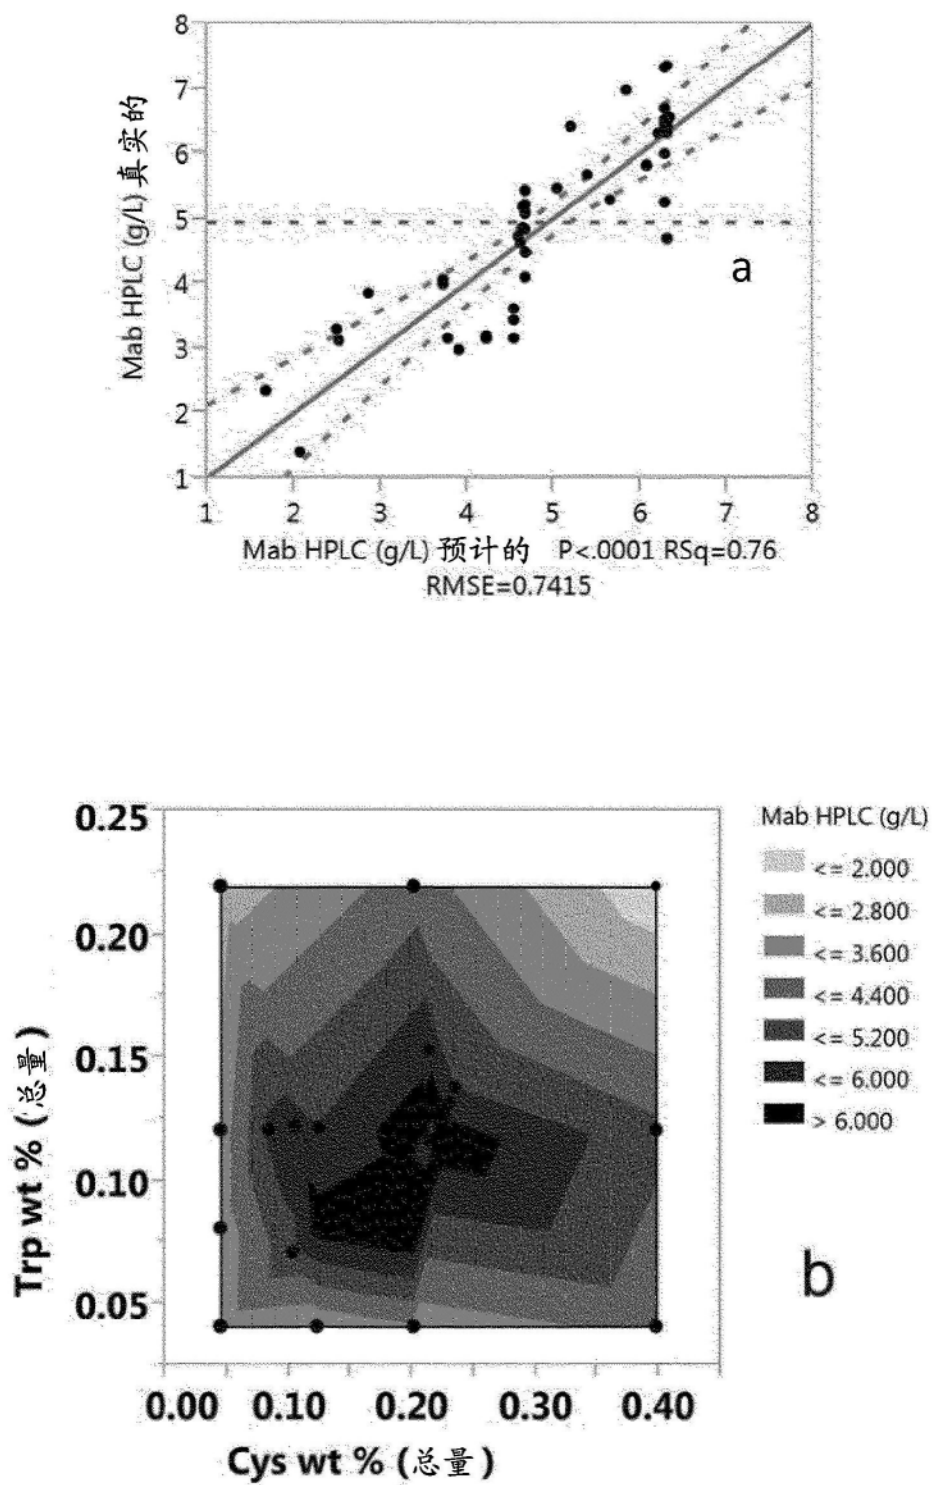 8
7
6
5
4
3
2
1
Mab HPLC (g/L) 真实的
a
1 2 3 4 5 6 7 8
Mab HPLC (g/L) 预计的 P<.0001 RSq=0.76
RMSE=0.7415
0.25
0.20
0.15
0.10
0.05
Trp wt % (总量)
0.00 0.10 0.20 0.30 0.40
Cys wt % (总量)
Mab HPLC (g/L)
<= 2.000
<= 2.800
<= 3.600
<= 4.400
<= 5.200
<= 6.000
> 6.000
b